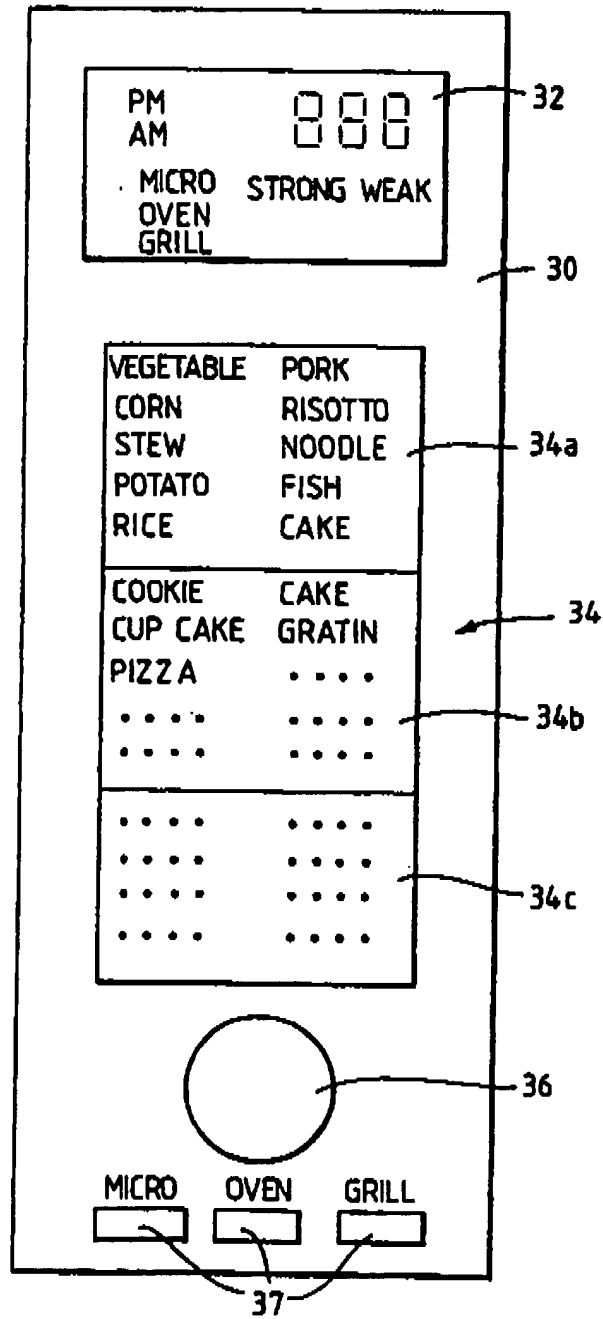 PM 888
AM
MICRO STRONG WEAK
OVEN
GRILL
32
30
VEGETABLE PORK
CORN RISOTTO
STEW NOODLE
POTATO FISH
RICE CAKE
34a
COOKIE CAKE
CUP CAKE GRATIN
PIZZA ....
.... ....
.... ....
34
34b
.... ....
.... ....
.... ....
.... ....
34c
36
MICRO OVEN GRILL
37